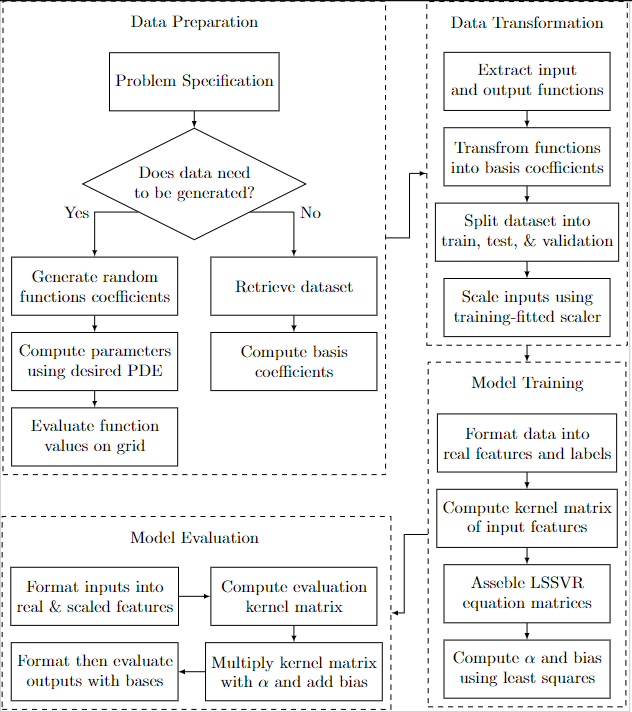 Data Preparation
Problem Specification
Does data need
to be generated?
Yes
No
Generate random
functions coefficients
Compute parameters
using desired PDE
Evaluate function
values on grid
Retrieve dataset
Compute basis
coefficients
Data Transformation
Extract input
and output functions
Transfrom functions
into basis coefficients
Split dataset into
train, test, & validation
Scale inputs using
training-fitted scaler
Model Training
Format data into
real features and labels
Compute kernel matrix
of input features
Asseble LSSVR
equation matrices
Compute α and bias
using least squares
Model Evaluation
Format inputs into
real & scaled features
Compute evaluation
kernel matrix
Multiply kernel matrix
with α and add bias
Format then evaluate
outputs with bases